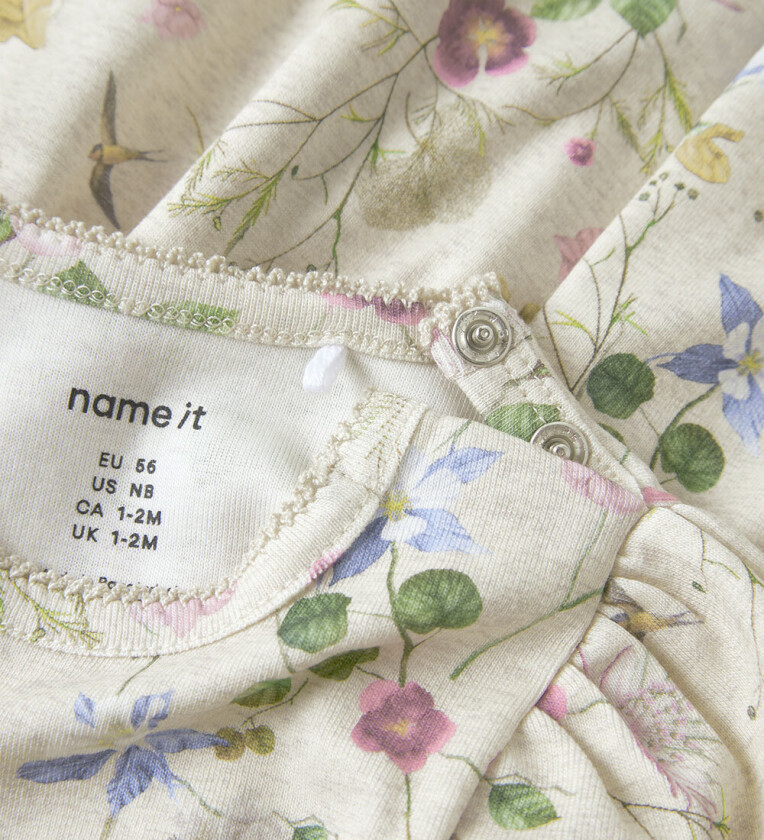 name it
EU 56
US NB
CA 1-2M
UK 1-2M